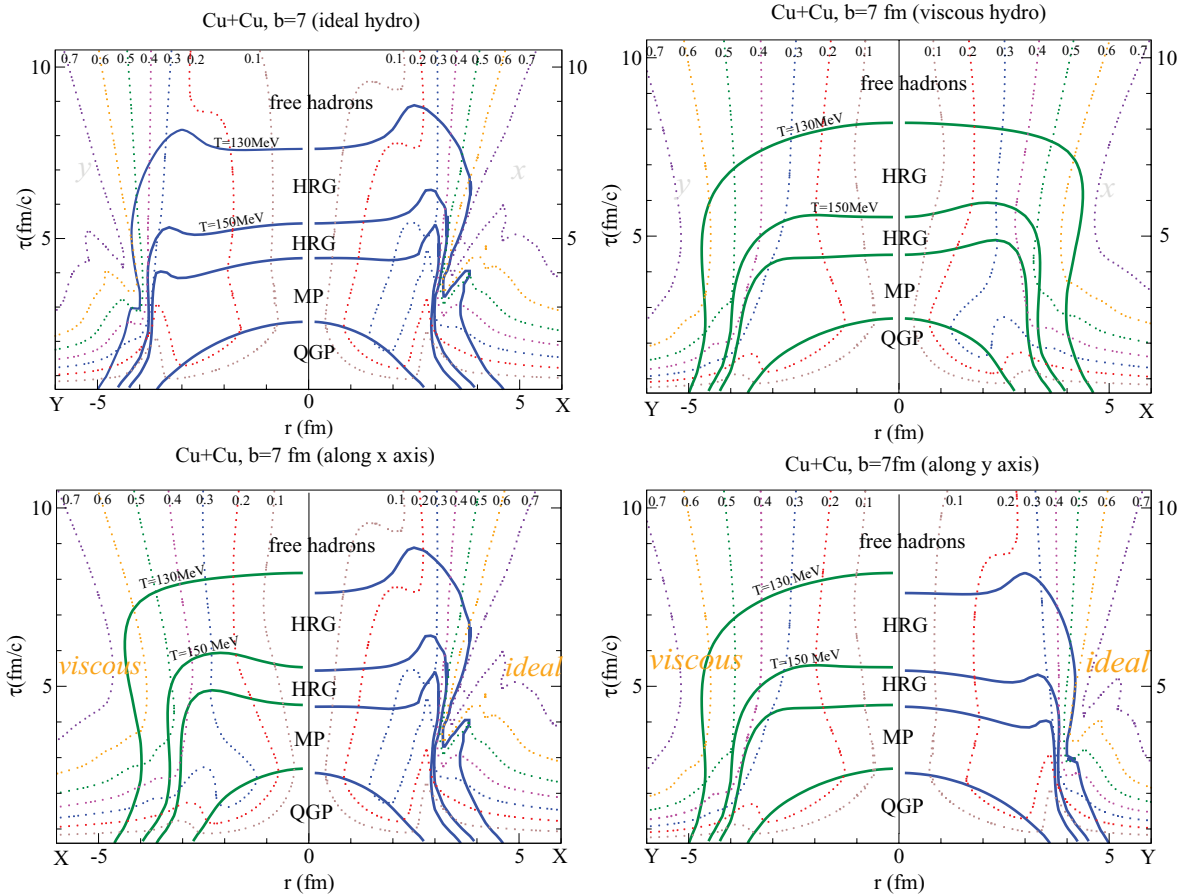 Cu+Cu, b=7 (ideal hydro)
10
0.7 0.6 0.5 0.4 0.3 0.2 0.1 0.1 0.2 0.3 0.4 0.5 0.6 0.7
10
free hadrons
T=130MeV
y
x
HRG
τ(fm/c)
T=150MeV
5
HRG
5
MP
QGP
Y -5 0 5 X
r (fm)
Cu+Cu, b=7 fm (viscous hydro)
10
0.7 0.6 0.5 0.4 0.3 0.2 0.1 0.1 0.2 0.3 0.4 0.5 0.6 0.7
10
free hadrons
T=130MeV
y
x
HRG
τ(fm/c)
T=150MeV
5
HRG
5
MP
QGP
Y -5 0 5 X
r (fm)
Cu+Cu, b=7 fm (along x axis)
10
0.7 0.6 0.5 0.4 0.3 0.2 0.1 0.1 0.2 0.3 0.4 0.5 0.6 0.7
10
free hadrons
T=130MeV
HRG
τ(fm/c)
T=150 MeV
viscous
ideal
5
HRG
5
MP
QGP
X -5 0 5 X
r (fm)
Cu+Cu, b=7fm (along y axis)
10
0.7 0.6 0.5 0.4 0.3 0.2 0.1 0.1 0.2 0.3 0.4 0.5 0.6 0.7
10
free hadrons
T=130 MeV
HRG
τ(fm/c)
T=150 MeV
viscous
ideal
5
HRG
5
MP
QGP
Y -5 0 5 Y
r (fm)